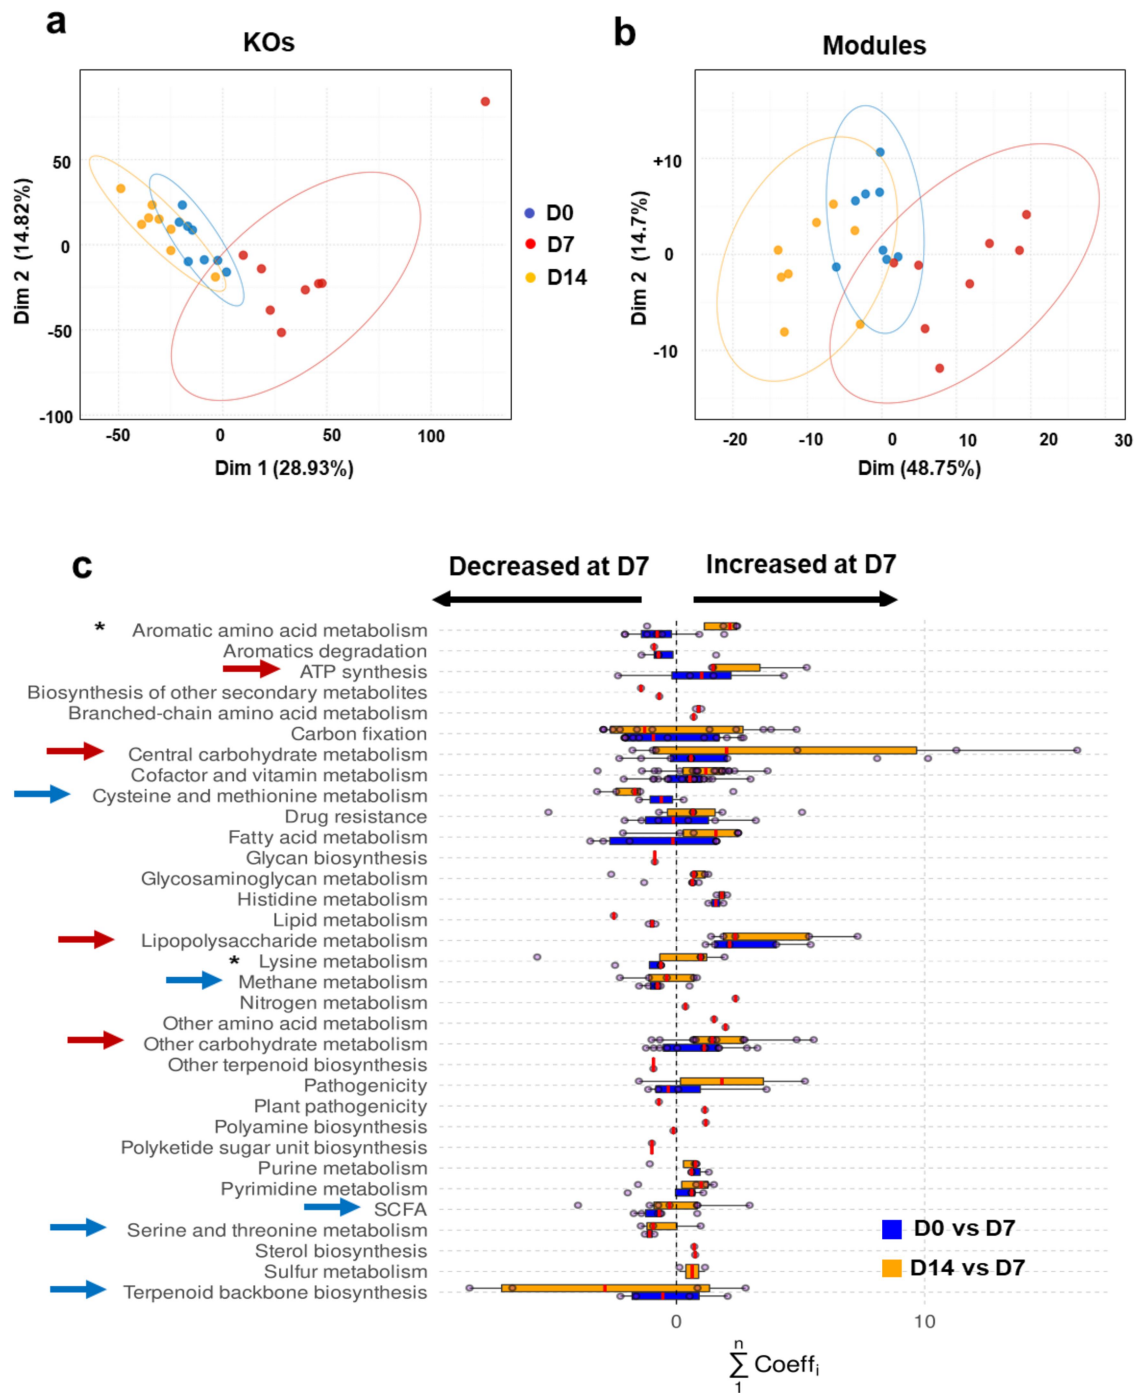 a
KOs
50
0
-50
-100
Dim 2 (14.82%)
-50
0
50
100
Dim 1 (28.93%)
D0
D7
D14
b
Modules
+10
0
-10
Dim 2 (14.7%)
-20
-10
0
10
20
30
Dim (48.75%)
c
Decreased at D7
Increased at D7
* Aromatic amino acid metabolism
Aromatics degradation
ATP synthesis
Biosynthesis of other secondary metabolites
Branched-chain amino acid metabolism
Carbon fixation
Central carbohydrate metabolism
Cofactor and vitamin metabolism
Cysteine and methionine metabolism
Drug resistance
Fatty acid metabolism
Glycan biosynthesis
Glycosaminoglycan metabolism
Histidine metabolism
Lipid metabolism
Lipopolysaccharide metabolism
* Lysine metabolism
Methane metabolism
Nitrogen metabolism
Other amino acid metabolism
Other carbohydrate metabolism
Other terpenoid biosynthesis
Pathogenicity
Plant pathogenicity
Polyamine biosynthesis
Polyketide sugar unit biosynthesis
Purine metabolism
Pyrimidine metabolism
SCFA
Serine and threonine metabolism
Sterol biosynthesis
Sulfur metabolism
Terpenoid backbone biosynthesis
D0 vs D7
D14 vs D7
0
10
n
∑ Coeffi
1